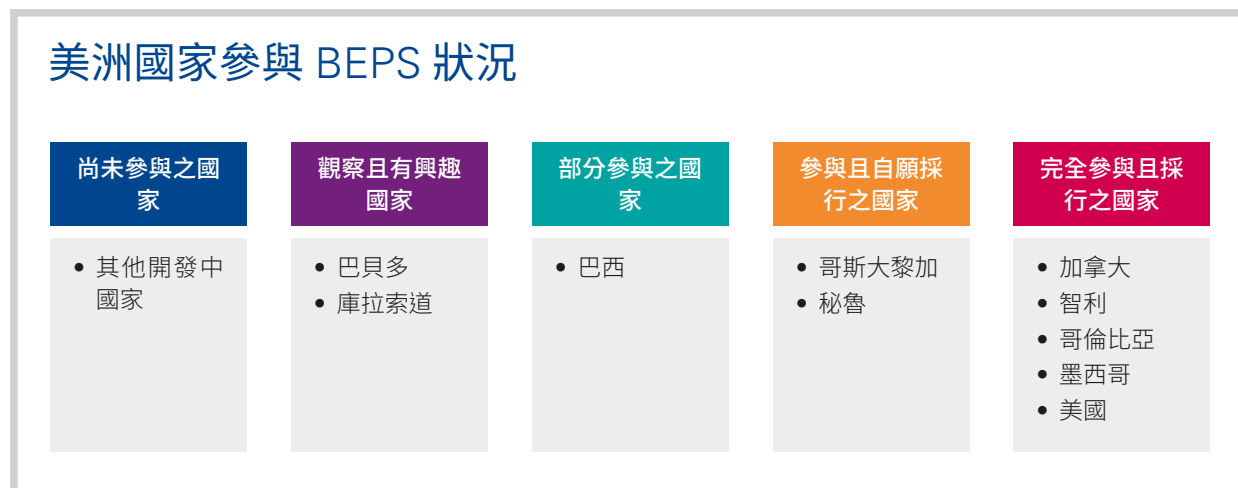 美洲國家參與 BEPS 狀況
尚未參與之國
家
• 其他開發中
國家
觀察且有興趣
國家
• 巴貝多
• 庫拉索道
部分參與之國
家
• 巴西
參與且自願採
行之國家
• 哥斯大黎加
• 秘魯
完全參與且採
行之國家
• 加拿大
• 智利
• 哥倫比亞
• 墨西哥
• 美國